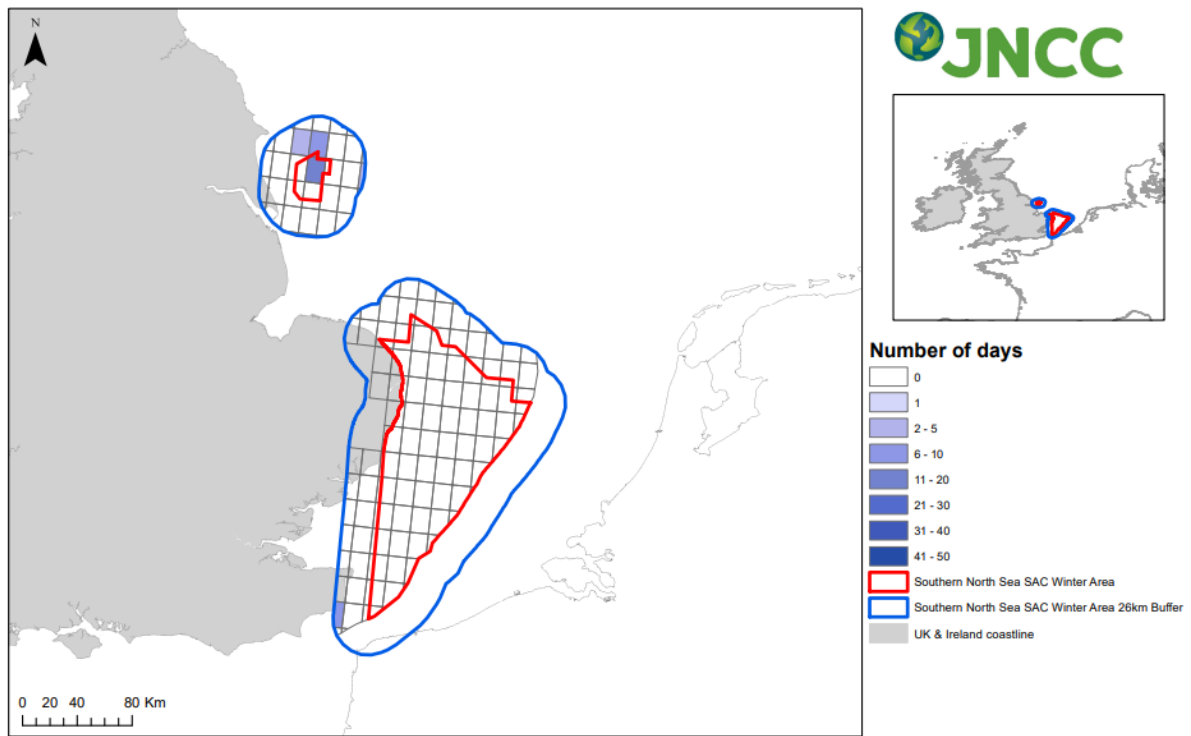 N
JNCC
Number of days
0
1
2 - 5
6 - 10
11 - 20
21 - 30
31 - 40
41 - 50
Southern North Sea SAC Winter Area
Southern North Sea SAC Winter Area 26km Buffer
UK & Ireland coastline
0 20 40 80 Km